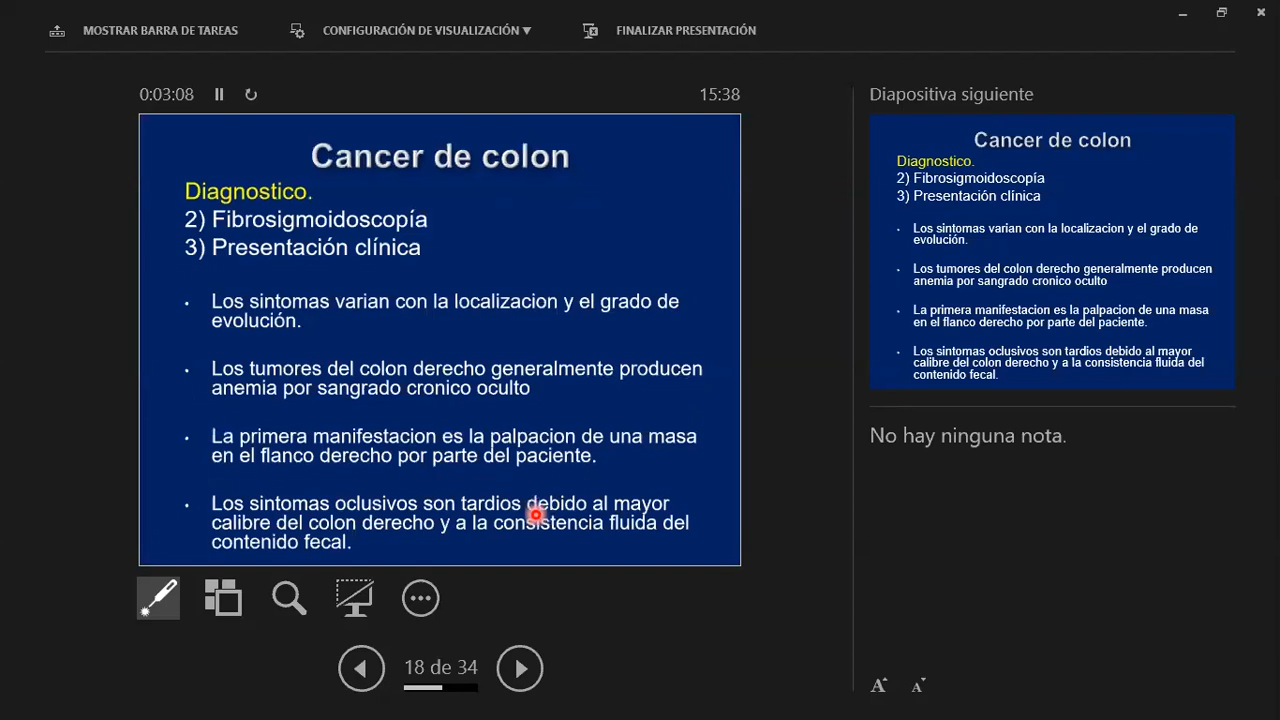 MOSTRAR BARRA DE TAREAS
CONFIGURACIÓN DE VISUALIZACIÓN ▼
FINALIZAR PRESENTACIÓN
0:03:08
15:38
Cancer de colon
Diagnostico.
2) Fibrosigmoidoscopía
3) Presentación clínica
• Los sintomas varian con la localizacion y el grado de
evolución.
• Los tumores del colon derecho generalmente producen
anemia por sangrado cronico oculto
• La primera manifestacion es la palpacion de una masa
en el flanco derecho por parte del paciente.
• Los sintomas oclusivos son tardios debido al mayor
calibre del colon derecho y a la consistencia fluida del
contenido fecal.
18 de 34
Diapositiva siguiente
Cancer de colon
Diagnostico.
2) Fibrosigmoidoscopía
3) Presentación clínica
• Los sintomas varian con la localizacion y el grado de
evolución.
• Los tumores del colon derecho generalmente producen
anemia por sangrado cronico oculto
• La primera manifestacion es la palpacion de una masa
en el flanco derecho por parte del paciente.
• Los sintomas oclusivos son tardios debido al mayor
calibre del colon derecho y a la consistencia fluida del
contenido fecal.
No hay ninguna nota.
A A